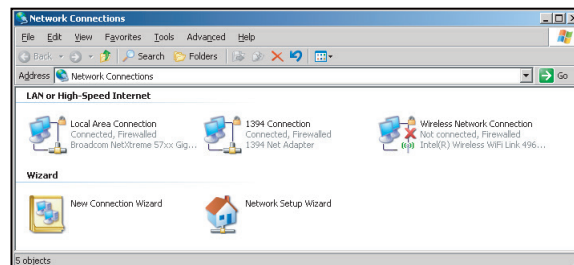 Network Connections
File Edit View Favorites Tools Advanced Help
Back Search Folders
Address Network Connections Go
LAN or High-Speed Internet
Local Area Connection
Connected, Firewalled
Broadcom NetXtreme 57xx Gig...
1394 Connection
Connected, Firewalled
1394 Net Adapter
Wireless Network Connection
Not connected, Firewalled
Intel(R) Wireless WiFi Link 496...
Wizard
New Connection Wizard
Network Setup Wizard
5 objects